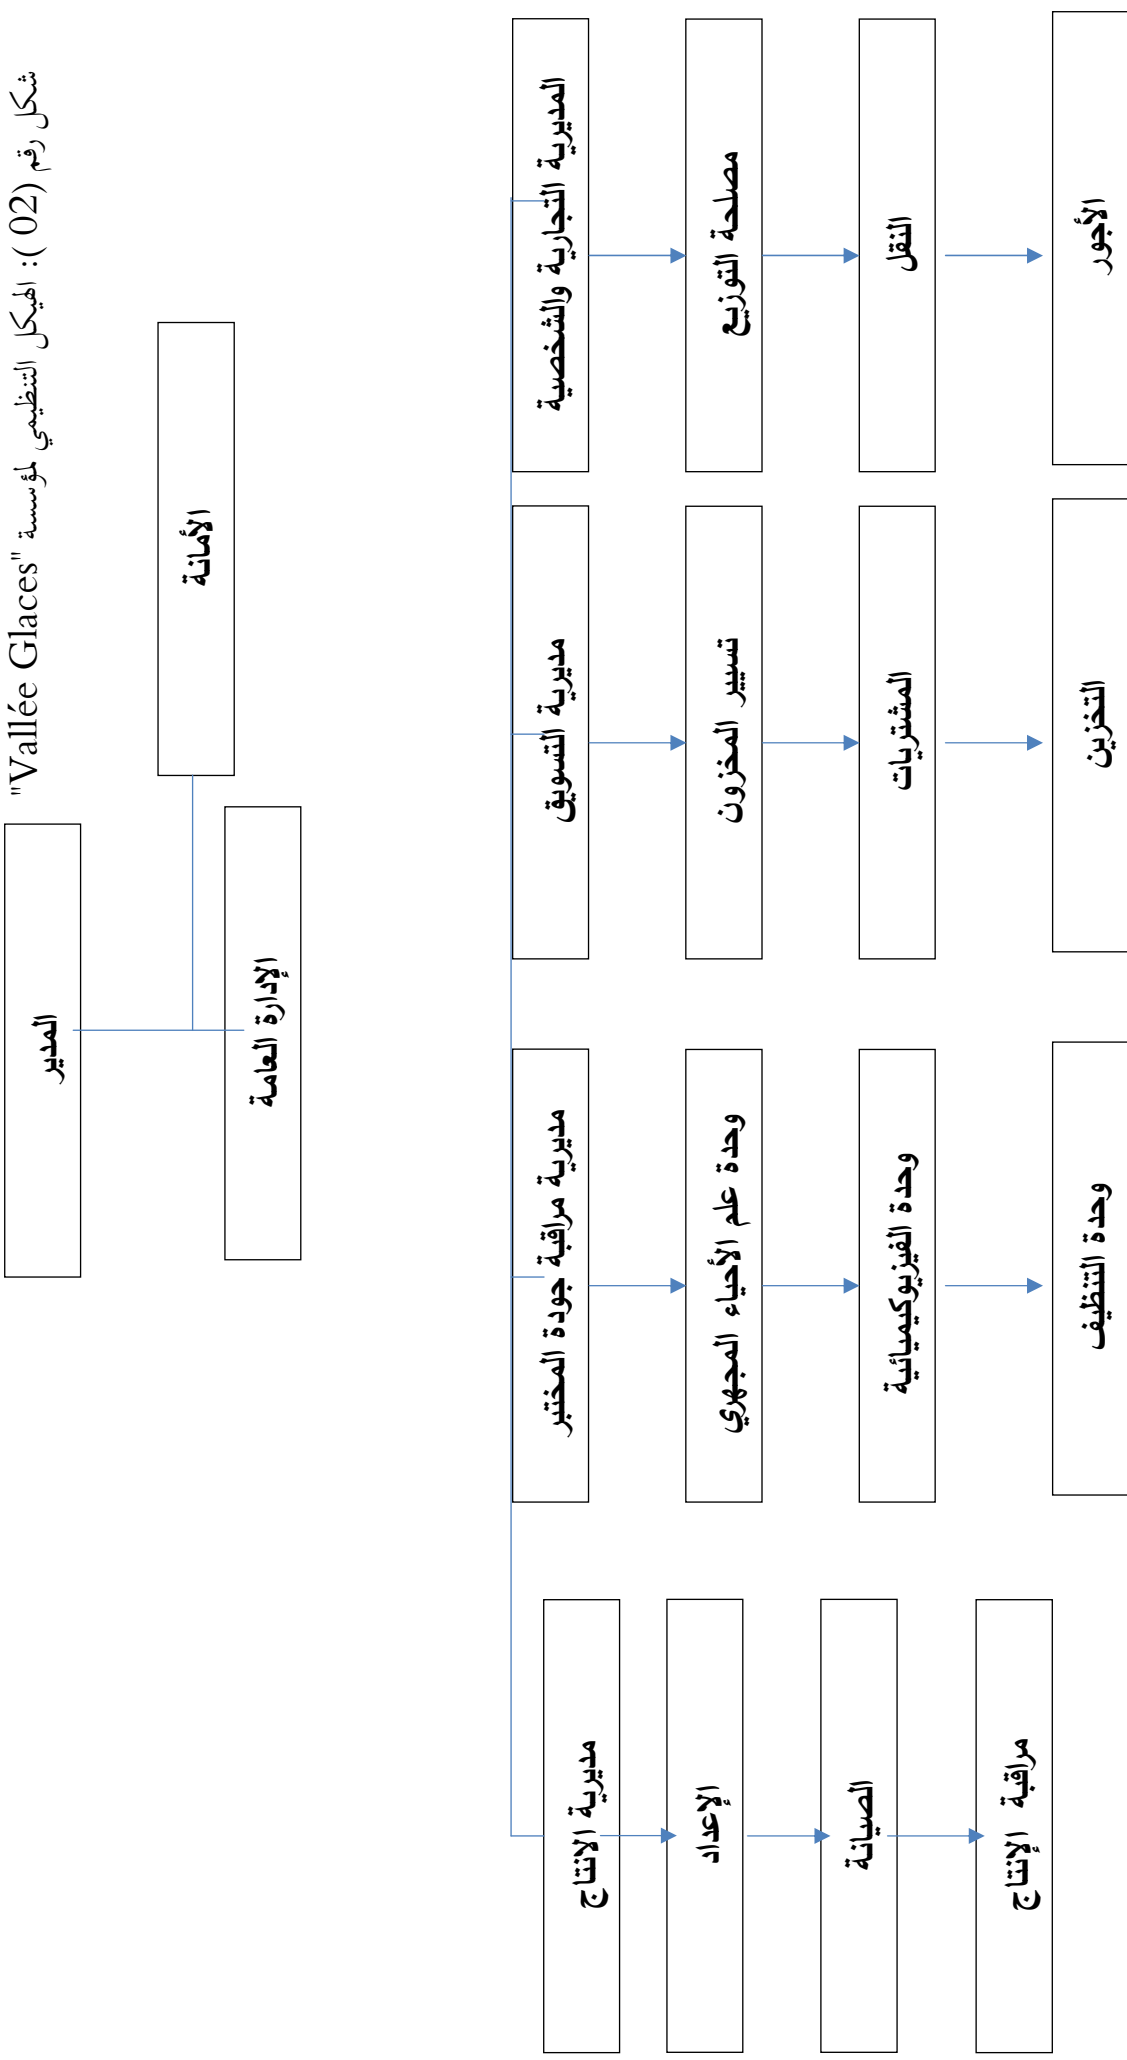 شكل رقم (02 ): الهيكل التنظيمي لمؤسسة "Vallée Glaces"
المدير
الأمانة
الإدارة العامة
المديرية التجارية والشخصية
مديرية التسويق
مديرية مراقبة جودة المختبر
مديرية الانتاج
مصلحة التوزيع
تسيير المخزون
وحدة علم الأحياء المجهري
الإعداد
النقل
المشتريات
وحدة الفيزيوكيميائية
الصيانة
الأجور
التخزين
وحدة التنظيف
مراقبة الإنتاج